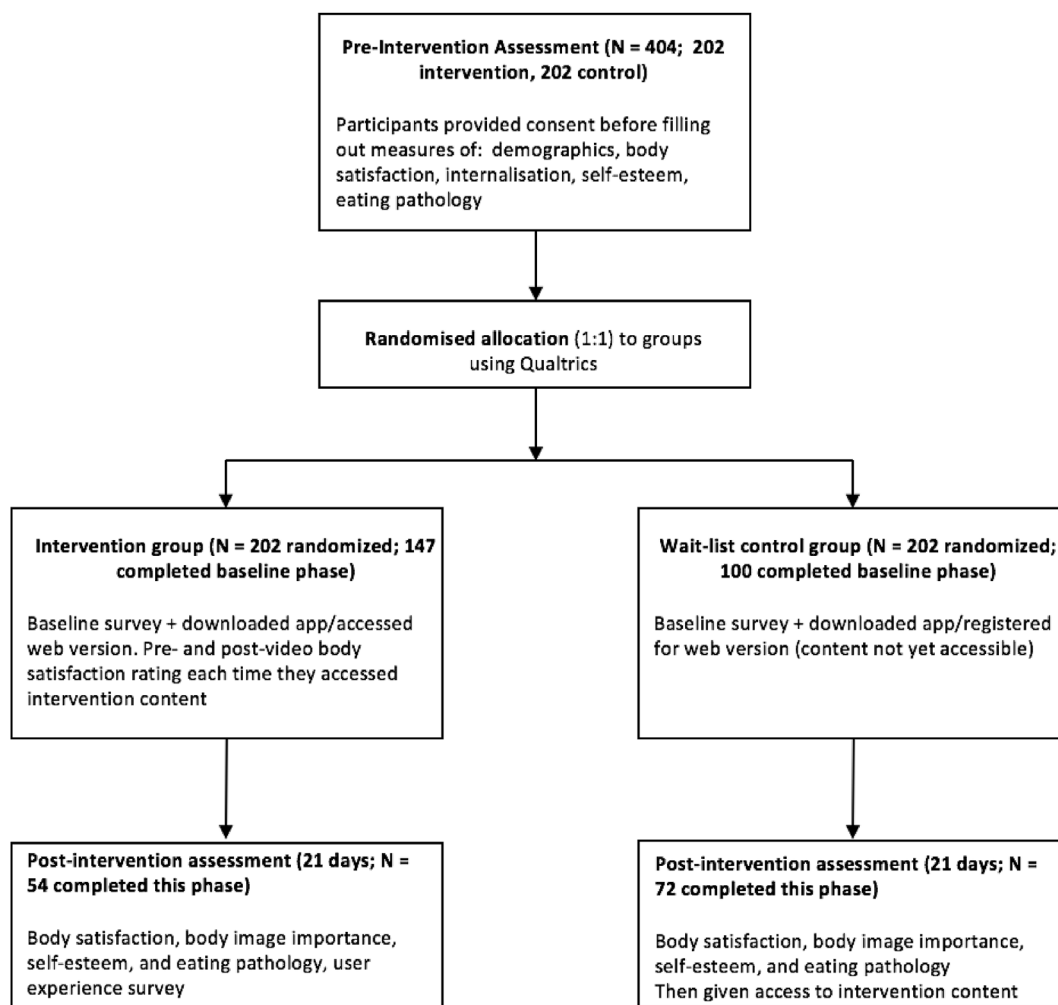 Pre-Intervention Assessment (N = 404;  202
intervention, 202 control)
Participants provided consent before filling
out measures of:  demographics, body
satisfaction, internalisation, self-esteem,
eating pathology
Randomised allocation (1:1) to groups
using Qualtrics
Intervention group (N = 202 randomized; 147
completed baseline phase)
Baseline survey + downloaded app/accessed
web version. Pre- and post-video body
satisfaction rating each time they accessed
intervention content
Wait-list control group (N = 202 randomized;
100 completed baseline phase)
Baseline survey + downloaded app/registered
for web version (content not yet accessible)
Post-intervention assessment (21 days; N =
54 completed this phase)
Body satisfaction, body image importance,
self-esteem, and eating pathology, user
experience survey
Post-intervention assessment (21 days; N =
72 completed this phase)
Body satisfaction, body image importance,
self-esteem, and eating pathology
Then given access to intervention content